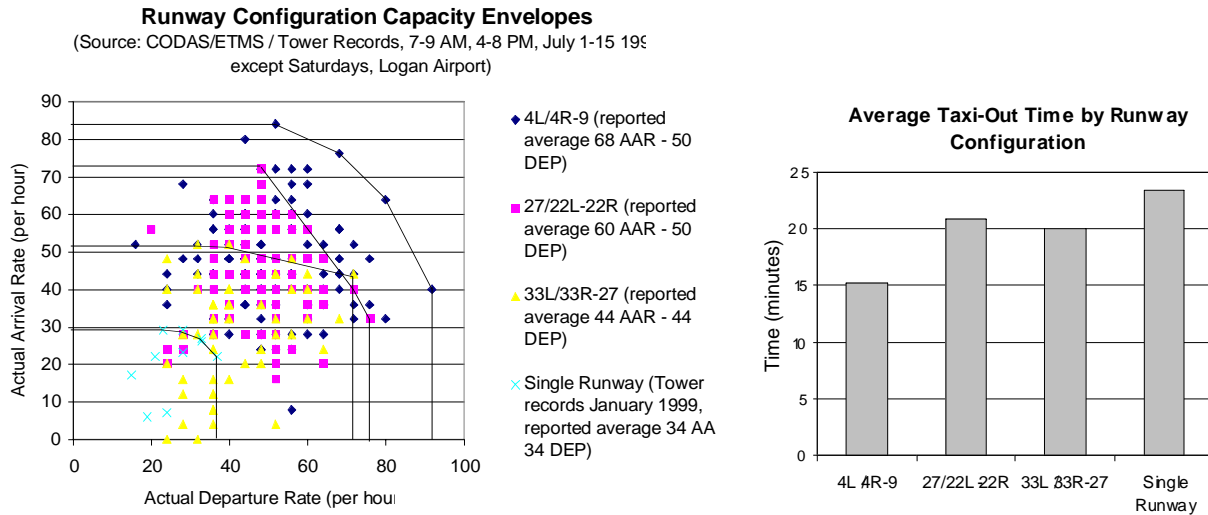 Runway Configuration Capacity Envelopes
(Source: CODAS/ETMS / Tower Records, 7-9 AM, 4-8 PM, July 1-15 199
except Saturdays, Logan Airport)
90
80
70
60
50
40
30
20
10
0
Actual Arrival Rate (per hour)
0 20 40 60 80 100
Actual Departure Rate (per hour
4L/4R-9 (reported
average 68 AAR - 50
DEP)
27/22L-22R (reported
average 60 AAR - 50
DEP)
33L/33R-27 (reported
average 44 AAR - 44
DEP)
Single Runway (Tower
records January 1999,
reported average 34 AA
34 DEP)
Average Taxi-Out Time by Runway
Configuration
25
20
15
10
5
0
Time (minutes)
4L/4R-9 27/22L-22R 33L/33R-27 Single
Runway